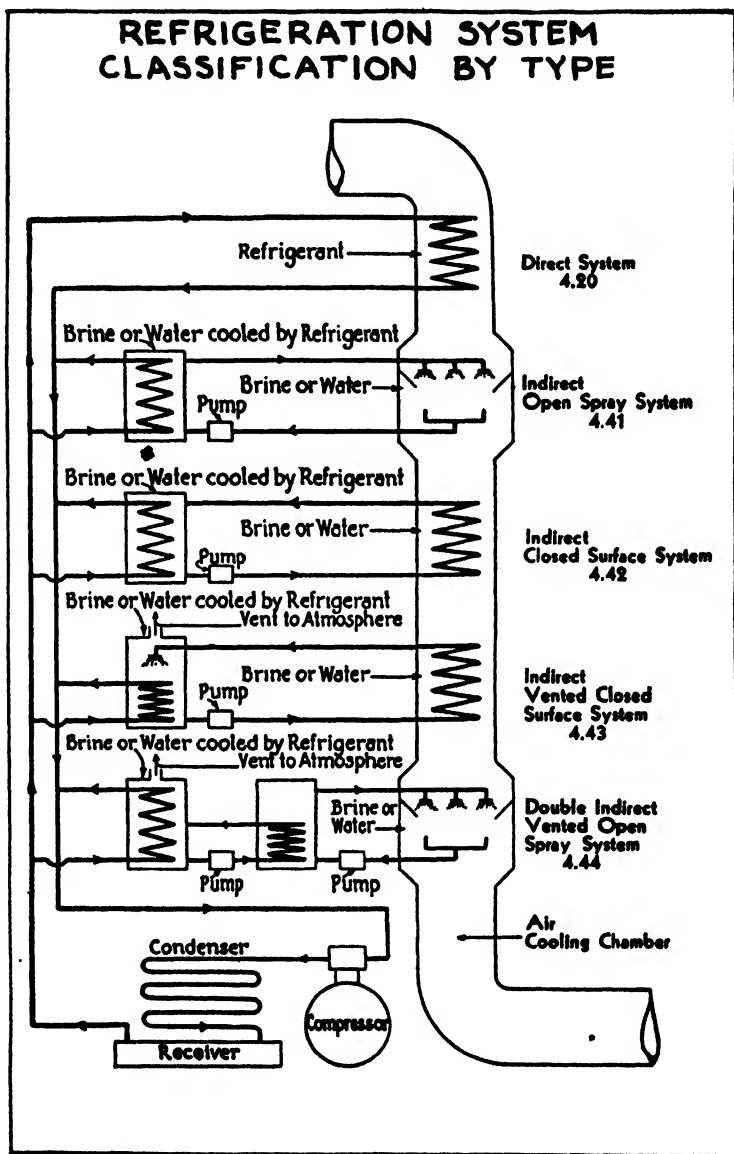 REFRIGERATION SYSTEM
CLASSIFICATION BY TYPE
Refrigerant
Direct System
4.20
Brine or Water cooled by Refrigerant
Brine or Water
Pump
Indirect
Open Spray System
4.41
Brine or Water cooled by Refrigerant
Brine or Water
Pump
Indirect
Closed Surface System
4.42
Brine or Water cooled by Refrigerant
Vent to Atmosphere
Brine or Water
Pump
Indirect
Vented Closed
Surface System
4.43
Brine or Water cooled by Refrigerant
Vent to Atmosphere
Brine or
Water
Pump
Pump
Double Indirect
Vented Open
Spray System
4.44
Air
Cooling Chamber
Condenser
Compressor
Receiver